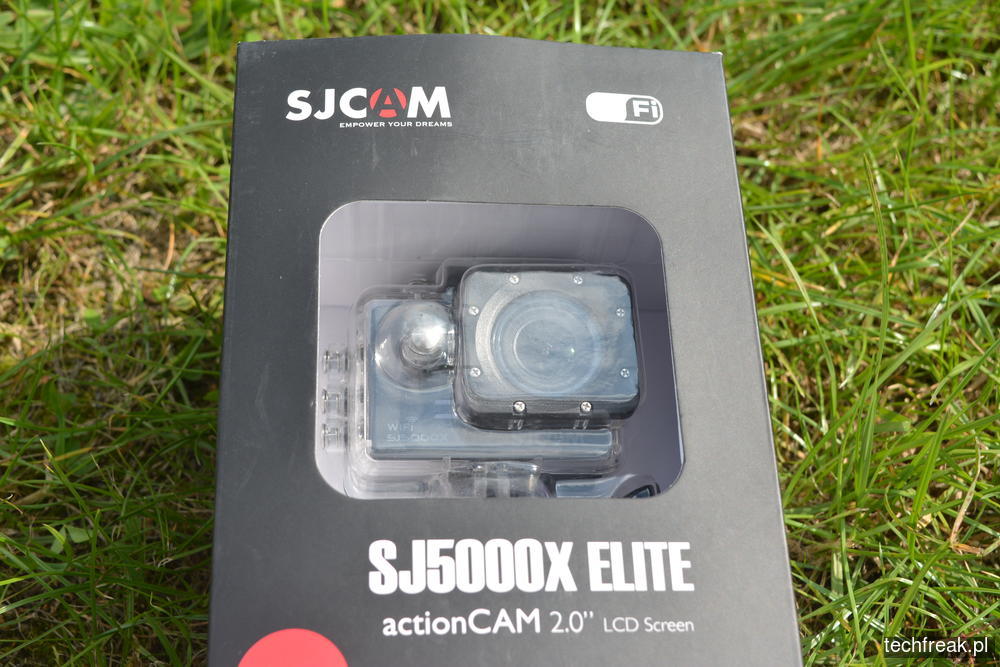 SJCAM
EMPOWER YOUR DREAMS
Fi
WiFi
SJ5000X
SJ5000X ELITE
actionCAM 2.0" LCD Screen
techfreak.pl